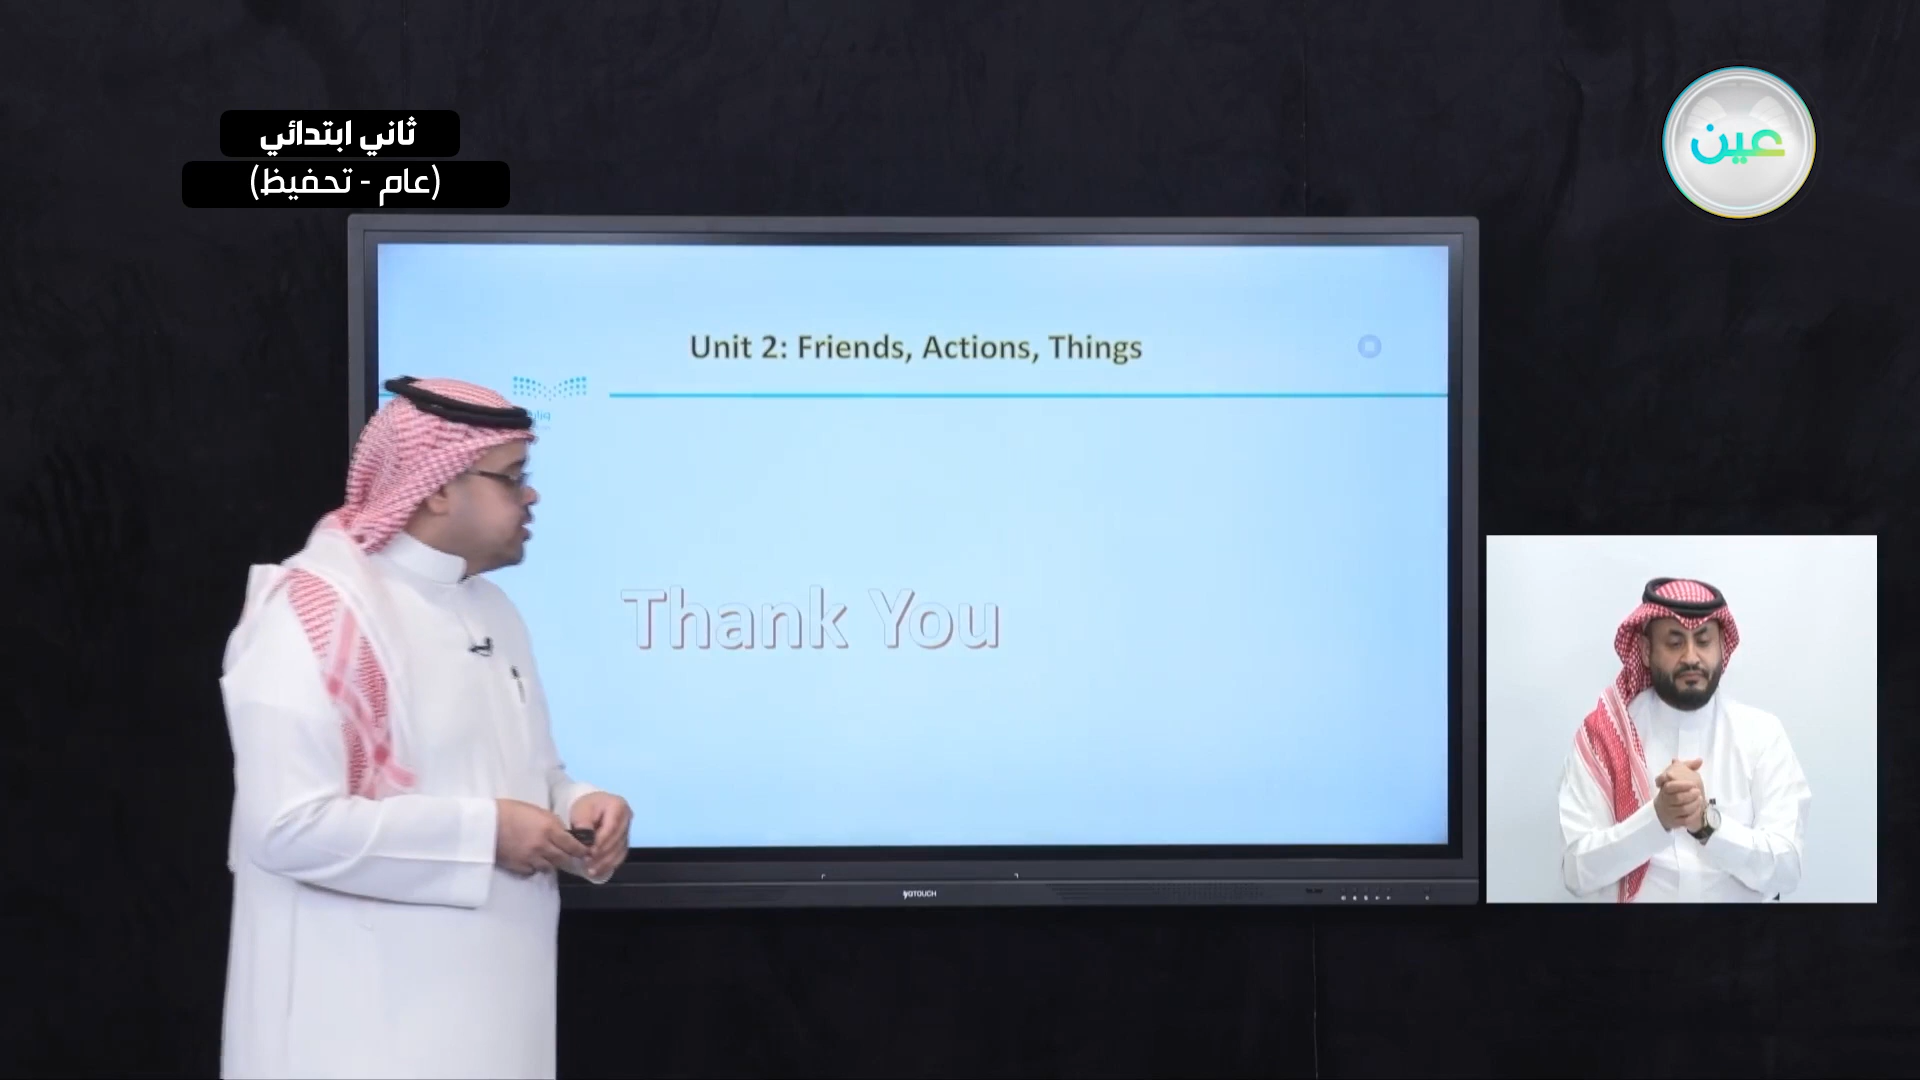 ثاني ابتدائي
(عام - تحفيظ)
عين
Unit 2: Friends, Actions, Things
Thank You